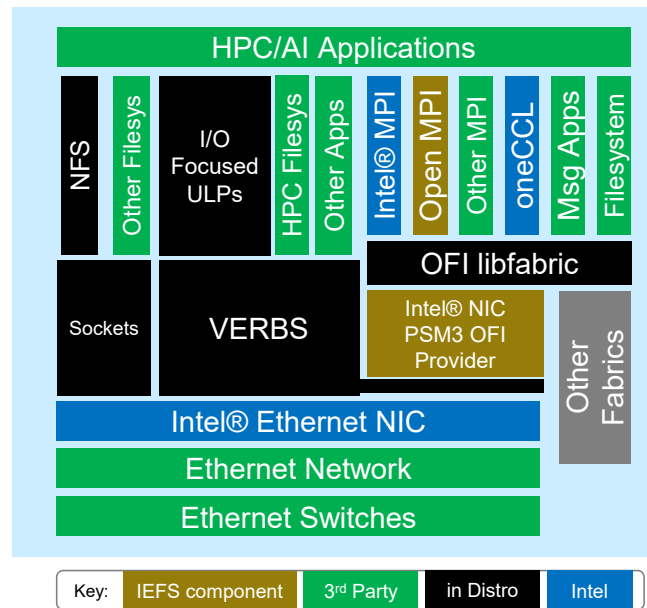 HPC/AI Applications
NFS
Other Filesys
I/O
Focused
ULPs
HPC Filesys
Other Apps
Intel® MPI
Open MPI
Other MPI
oneCCL
Msg Apps
Filesystem
OFI libfabric
Sockets
VERBS
Intel® NIC
PSM3 OFI
Provider
Other
Fabrics
Intel® Ethernet NIC
Ethernet Network
Ethernet Switches
Key: IEFS component 3rd Party in Distro Intel